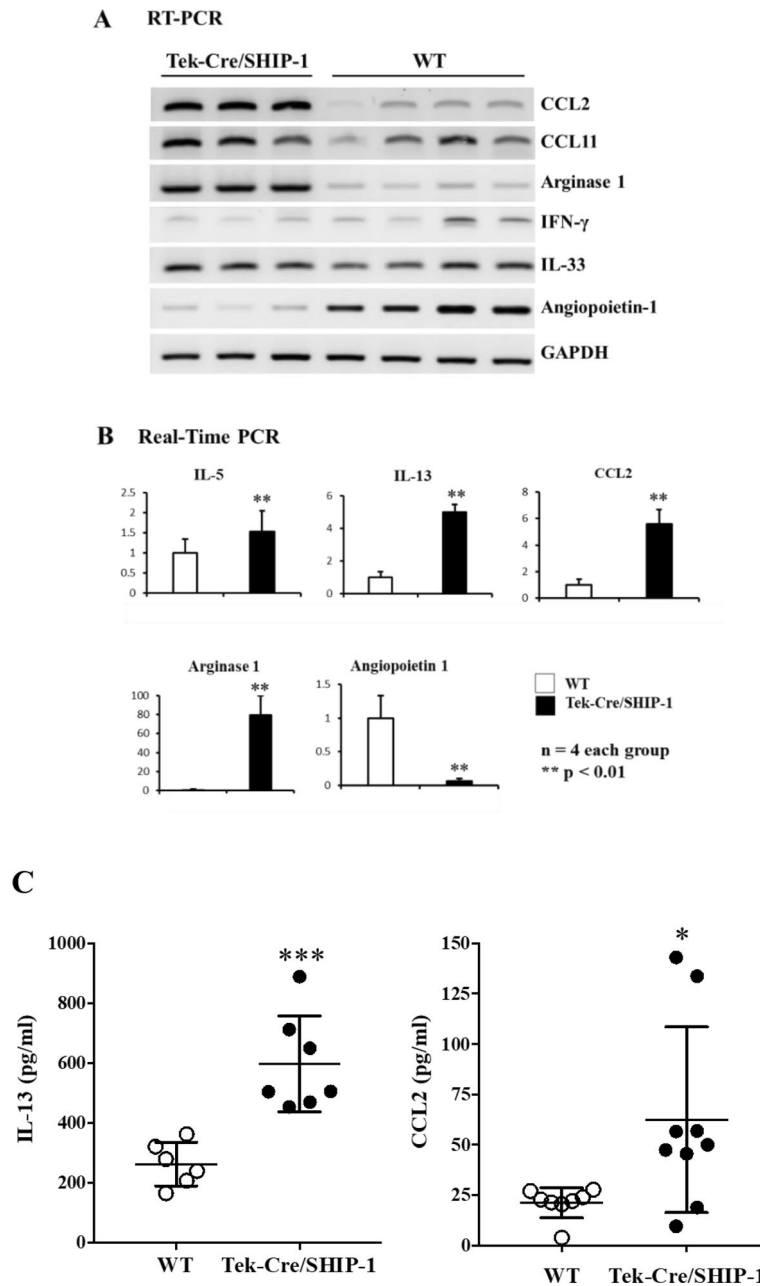 A RT-PCR
Tek-Cre/SHIP-1 WT
CCL2
CCL11
Arginase 1
IFN-γ
IL-33
Angiopoietin-1
GAPDH
B Real-Time PCR
IL-5 IL-13 CCL2
2.5
2
1.5
1
0.5
0
**
6
4
2
0
**
8
6
4
2
0
**
Arginase 1 Angiopoietin 1
100
80
60
40
20
0
**
1.5
1
0.5
0
**
WT
Tek-Cre/SHIP-1
n = 4 each group
** p < 0.01
C
IL-13 (pg/ml)
1000
800
600
400
200
0
***
WT Tek-Cre/SHIP-1
CCL2 (pg/ml)
150
125
100
75
50
25
0
*
WT Tek-Cre/SHIP-1